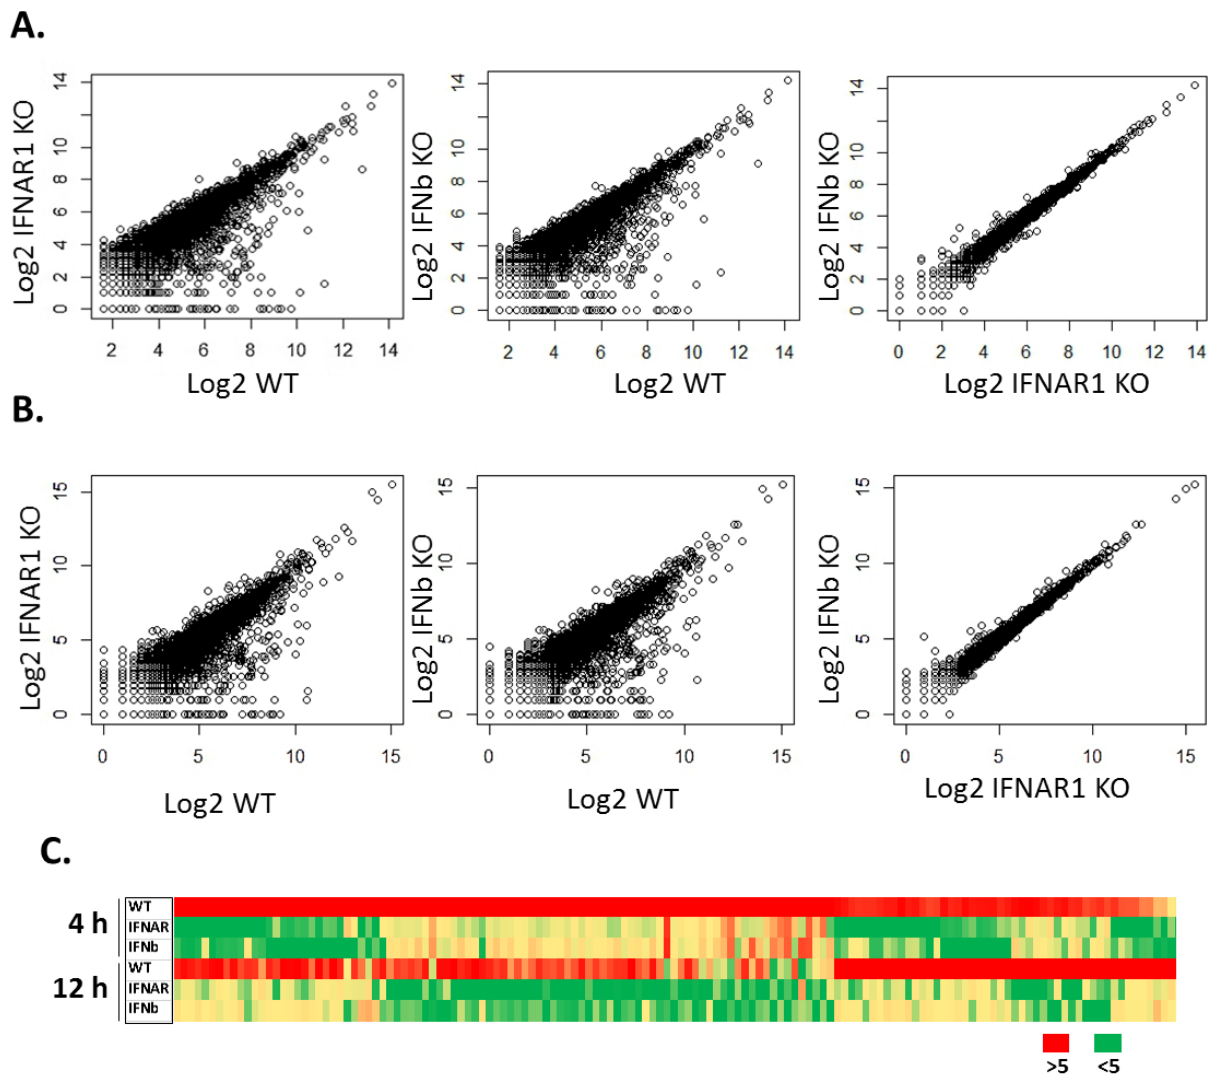 A.
Log2 IFNAR1 KO
14
10
8
6
4
2
0
2 4 6 8 10 12 14
Log2 WT
Log2 IFNb KO
14
12
10
8
6
4
2
0
2 4 6 8 10 12 14
Log2 WT
Log2 IFNb KO
14
10
8
6
4
2
0
0 2 4 6 8 10 12 14
Log2 IFNAR1 KO
B.
Log2 IFNAR1 KO
15
10
5
0
0 5 10 15
Log2 WT
Log2 IFNb KO
15
10
5
0
0 5 10 15
Log2 WT
Log2 IFNb KO
15
10
5
0
0 5 10 15
Log2 IFNAR1 KO
C.
4 h
WT
IFNAR
IFNb
12 h
WT
IFNAR
IFNb
>5 <5